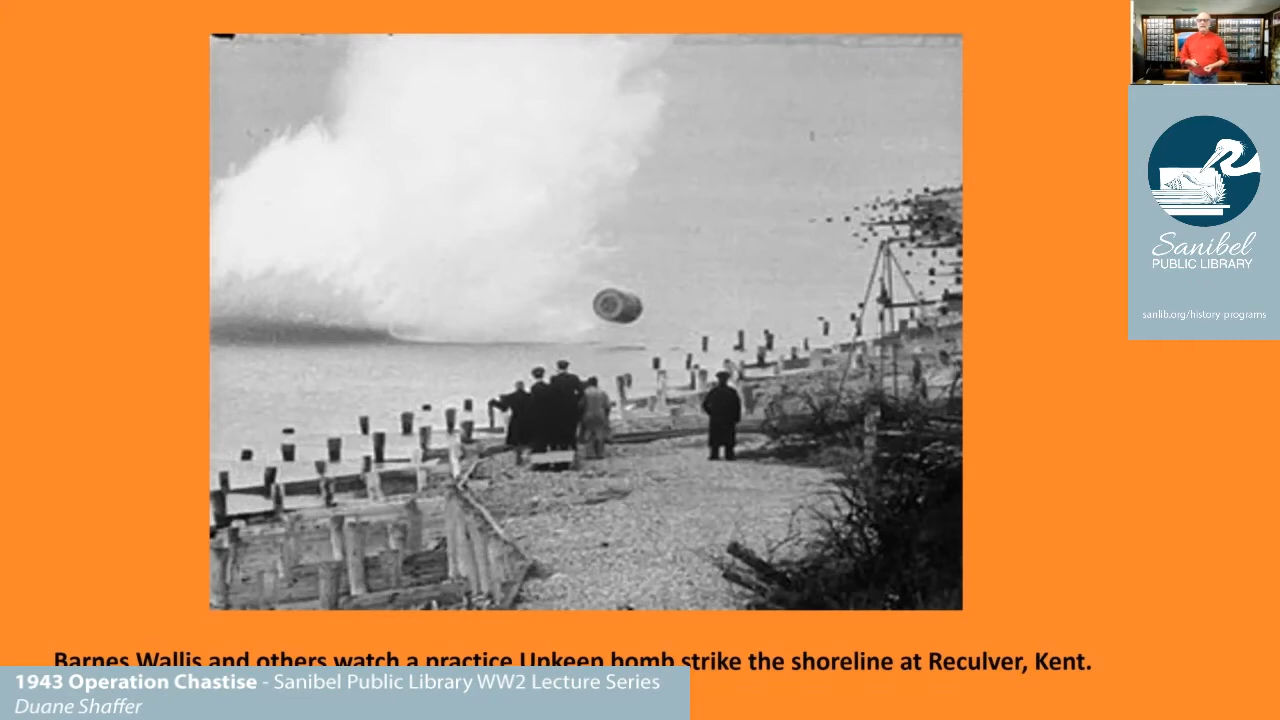 Sanibel
PUBLIC LIBRARY
sanlib.org/history-programs
Barnes Wallis and others watch a practice Upkeep bomb strike the shoreline at Reculver, Kent.
1943 Operation Chastise - Sanibel Public Library WW2 Lecture Series
Duane Shaffer